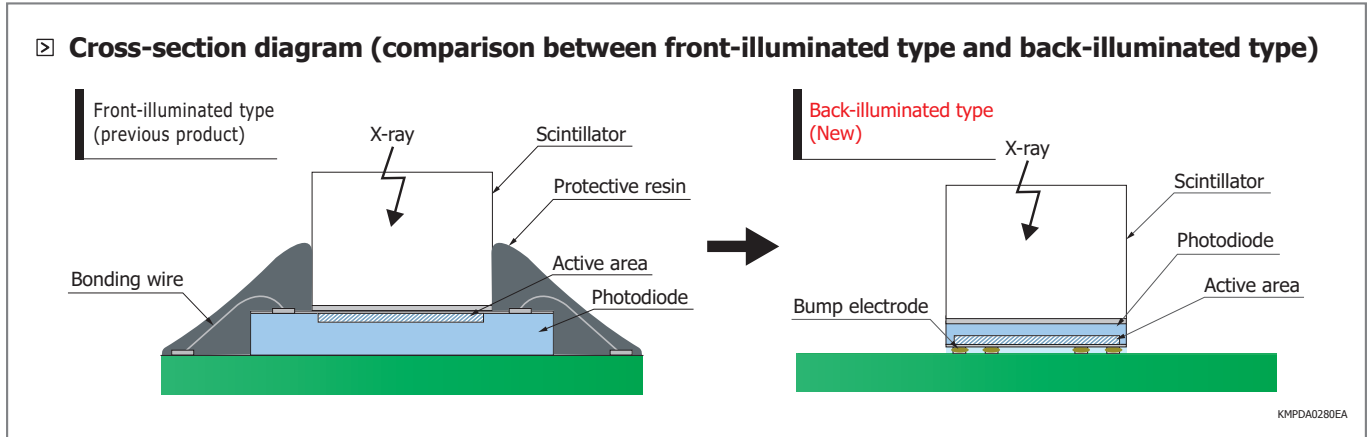 Cross-section diagram (comparison between front-illuminated type and back-illuminated type)
Front-illuminated type
(previous product)
X-ray
Scintillator
Protective resin
Bonding wire
Active area
Photodiode
Back-illuminated type
(New)
X-ray
Scintillator
Photodiode
Active area
Bump electrode
KMPDA0280EA